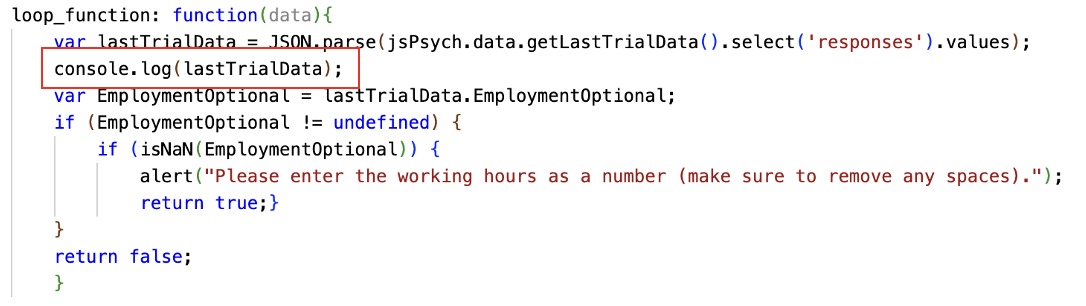 loop_function: function(data){
var lastTrialData = JSON.parse(jsPsych.data.getLastTrialData().select('responses').values);
console.log(lastTrialData);
var EmploymentOptional = lastTrialData.EmploymentOptional;
if (EmploymentOptional != undefined) {
if (isNaN(EmploymentOptional)) {
alert("Please enter the working hours as a number (make sure to remove any spaces).");
return true;}
}
return false;
}